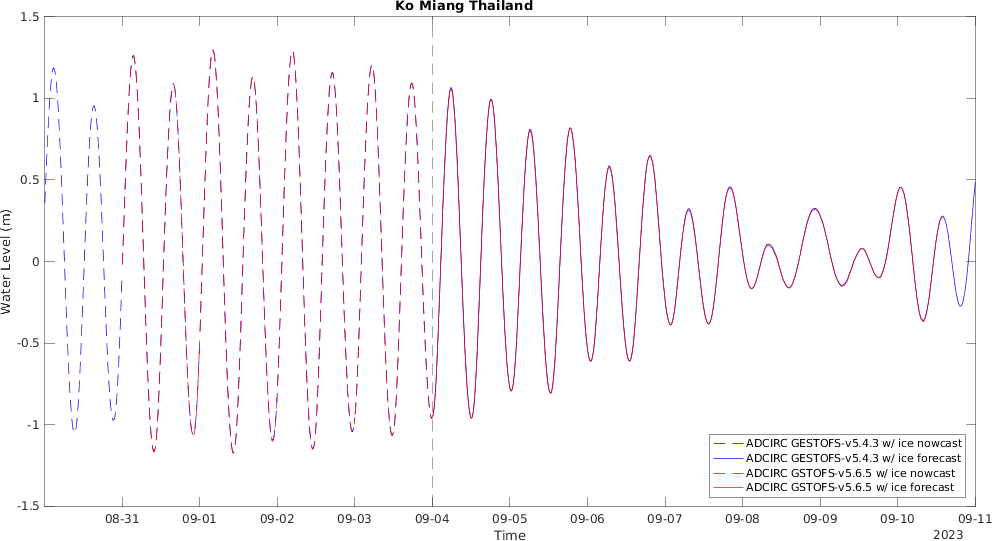 Ko Miang Thailand
1.5
1
0.5
0
-0.5
-1
-1.5
Water Level (m)
ADCIRC GESTOFS-v5.4.3 w/ ice nowcast
ADCIRC GESTOFS-v5.4.3 w/ ice forecast
ADCIRC GSTOFS-v5.6.5 w/ ice nowcast
ADCIRC GSTOFS-v5.6.5 w/ ice forecast
08-31 09-01 09-02 09-03 09-04 09-05 09-06 09-07 09-08 09-09 09-10 09-11
Time
2023